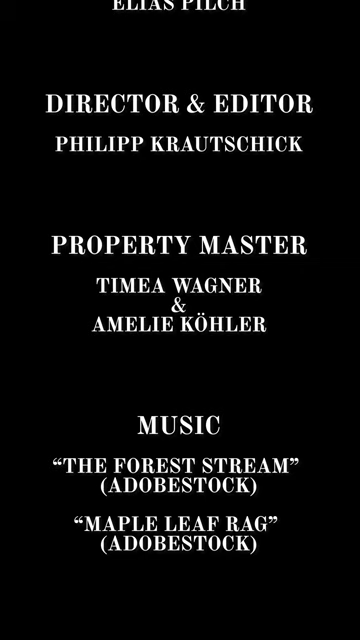 ELIAS PILCH
DIRECTOR & EDITOR
PHILIPP KRAUTSCHICK
PROPERTY MASTER
TIMEA WAGNER
&
AMELIE KÖHLER
MUSIC
“THE FOREST STREAM”
(ADOBESTOCK)
“MAPLE LEAF RAG”
(ADOBESTOCK)